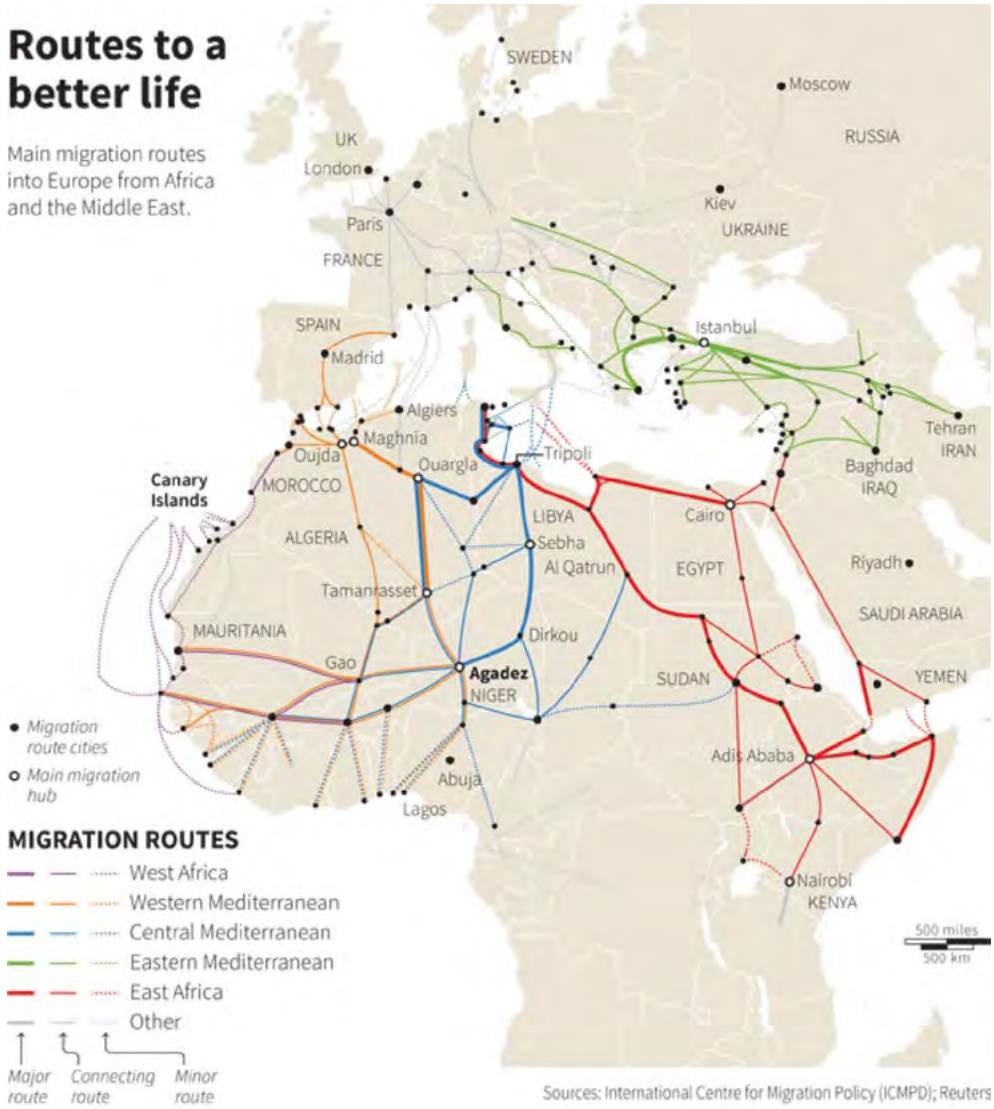 Routes to a
better life
Main migration routes
into Europe from Africa
and the Middle East.
SWEDEN
Moscow
RUSSIA
UK
London
Kiev
UKRAINE
Paris
FRANCE
SPAIN
Madrid
Istanbul
Algiers
Maghnia
Oujda
Ouargla
Tripoli
Tehran
IRAN
Baghdad
IRAQ
Canary
Islands
MOROCCO
LIBYA
Cairo
ALGERIA
Sebha
Al Qatrun
EGYPT
Riyadh
Tamanrasset
SAUDI ARABIA
MAURITANIA
Dirkou
Gao
Agadez
NIGER
SUDAN
YEMEN
Migration
route cities
Main migration
hub
Abuja
Lagos
Adis Ababa
MIGRATION ROUTES
West Africa
Western Mediterranean
Central Mediterranean
Eastern Mediterranean
East Africa
Other
Major
route
Connecting
route
Minor
route
Nairobi
KENYA
500 miles
500 km
Sources: International Centre for Migration Policy (ICMPD); Reuters